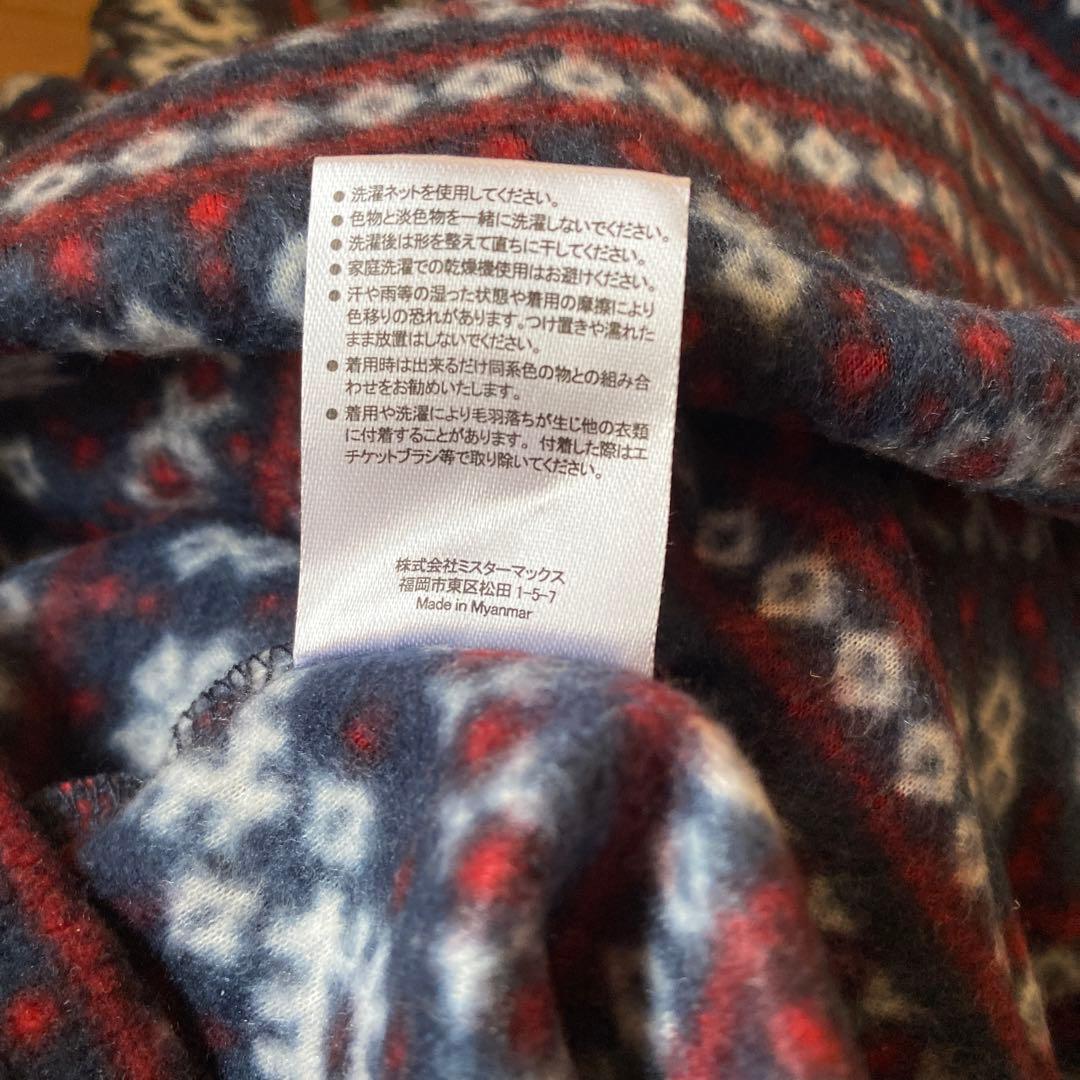 ● 洗濯ネットを使用してください。
● 色物と淡色物を一緒に洗濯しないでください。
● 洗濯後は形を整えて直ちに干してください。
● 家庭洗濯での乾燥機使用はお避けください。
● 汗や雨等の湿った状態や着用の摩擦により
色移りの恐れがあります。つけ置きや濡れた
まま放置はしないでください。
● 着用時は出来るだけ同系色の物との組み合
わせをお勧めいたします。
● 着用や洗濯により毛羽落ちが生じ他の衣類
に付着することがあります。付着した際はエ
チケットブラシ等で取り除いてください。
株式会社ミスターマックス
福岡市東区松田1-5-7
Made in Myanmar